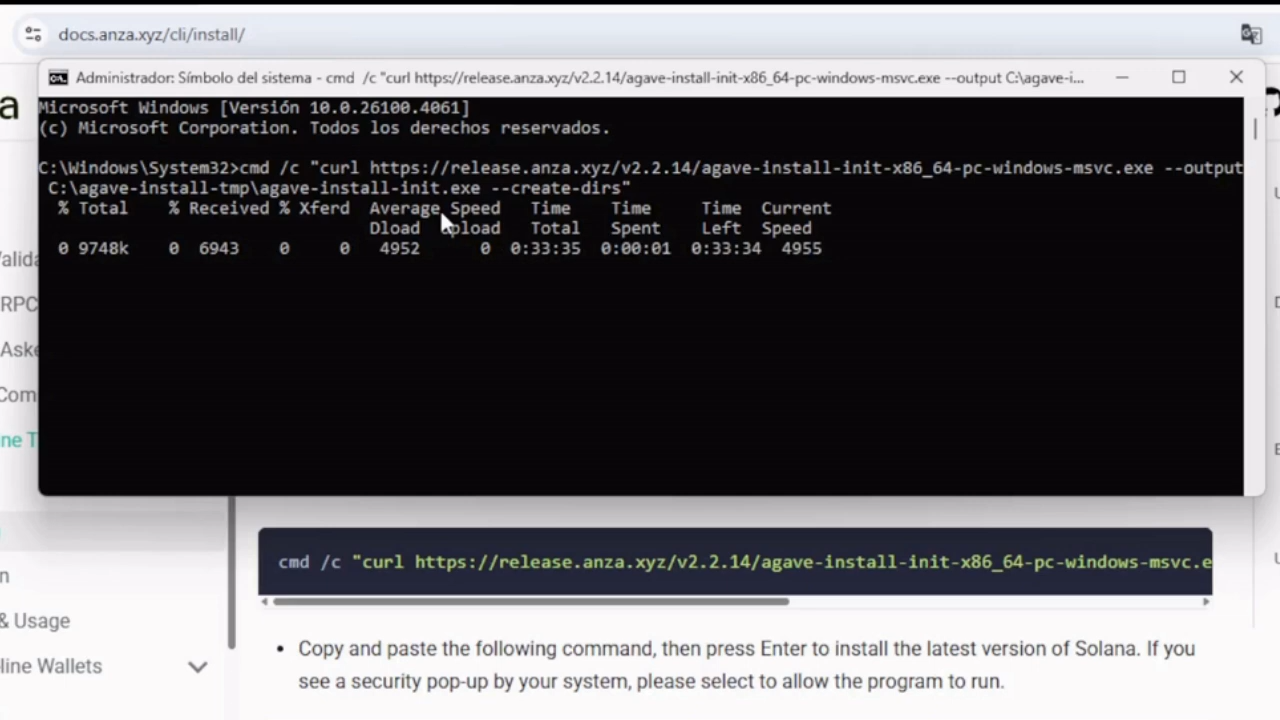 docs.anza.xyz/cli/install/
Administrador: Símbolo del sistema - cmd /c "curl https://release.anza.xyz/v2.2.14/agave-install-init-x86_64-pc-windows-msvc.exe --output C:\agave-i...
Microsoft Windows [Versión 10.0.26100.4061]
(c) Microsoft Corporation. Todos los derechos reservados.
C:\Windows\System32>cmd /c "curl https://release.anza.xyz/v2.2.14/agave-install-init-x86_64-pc-windows-msvc.exe --output
C:\agave-install-tmp\agave-install-init.exe --create-dirs"
% Total % Received % Xferd Average Speed Time Time Time Current
Dload Upload Total Spent Left Speed
0 9748k 0 6943 0 0 4952 0 0:33:35 0:00:01 0:33:34 4955
a
Valida
RPC
Aske
Com
ne T
n
& Usage
line Wallets
cmd /c "curl https://release.anza.xyz/v2.2.14/agave-install-init-x86_64-pc-windows-msvc.e
• Copy and paste the following command, then press Enter to install the latest version of Solana. If you
see a security pop-up by your system, please select to allow the program to run.